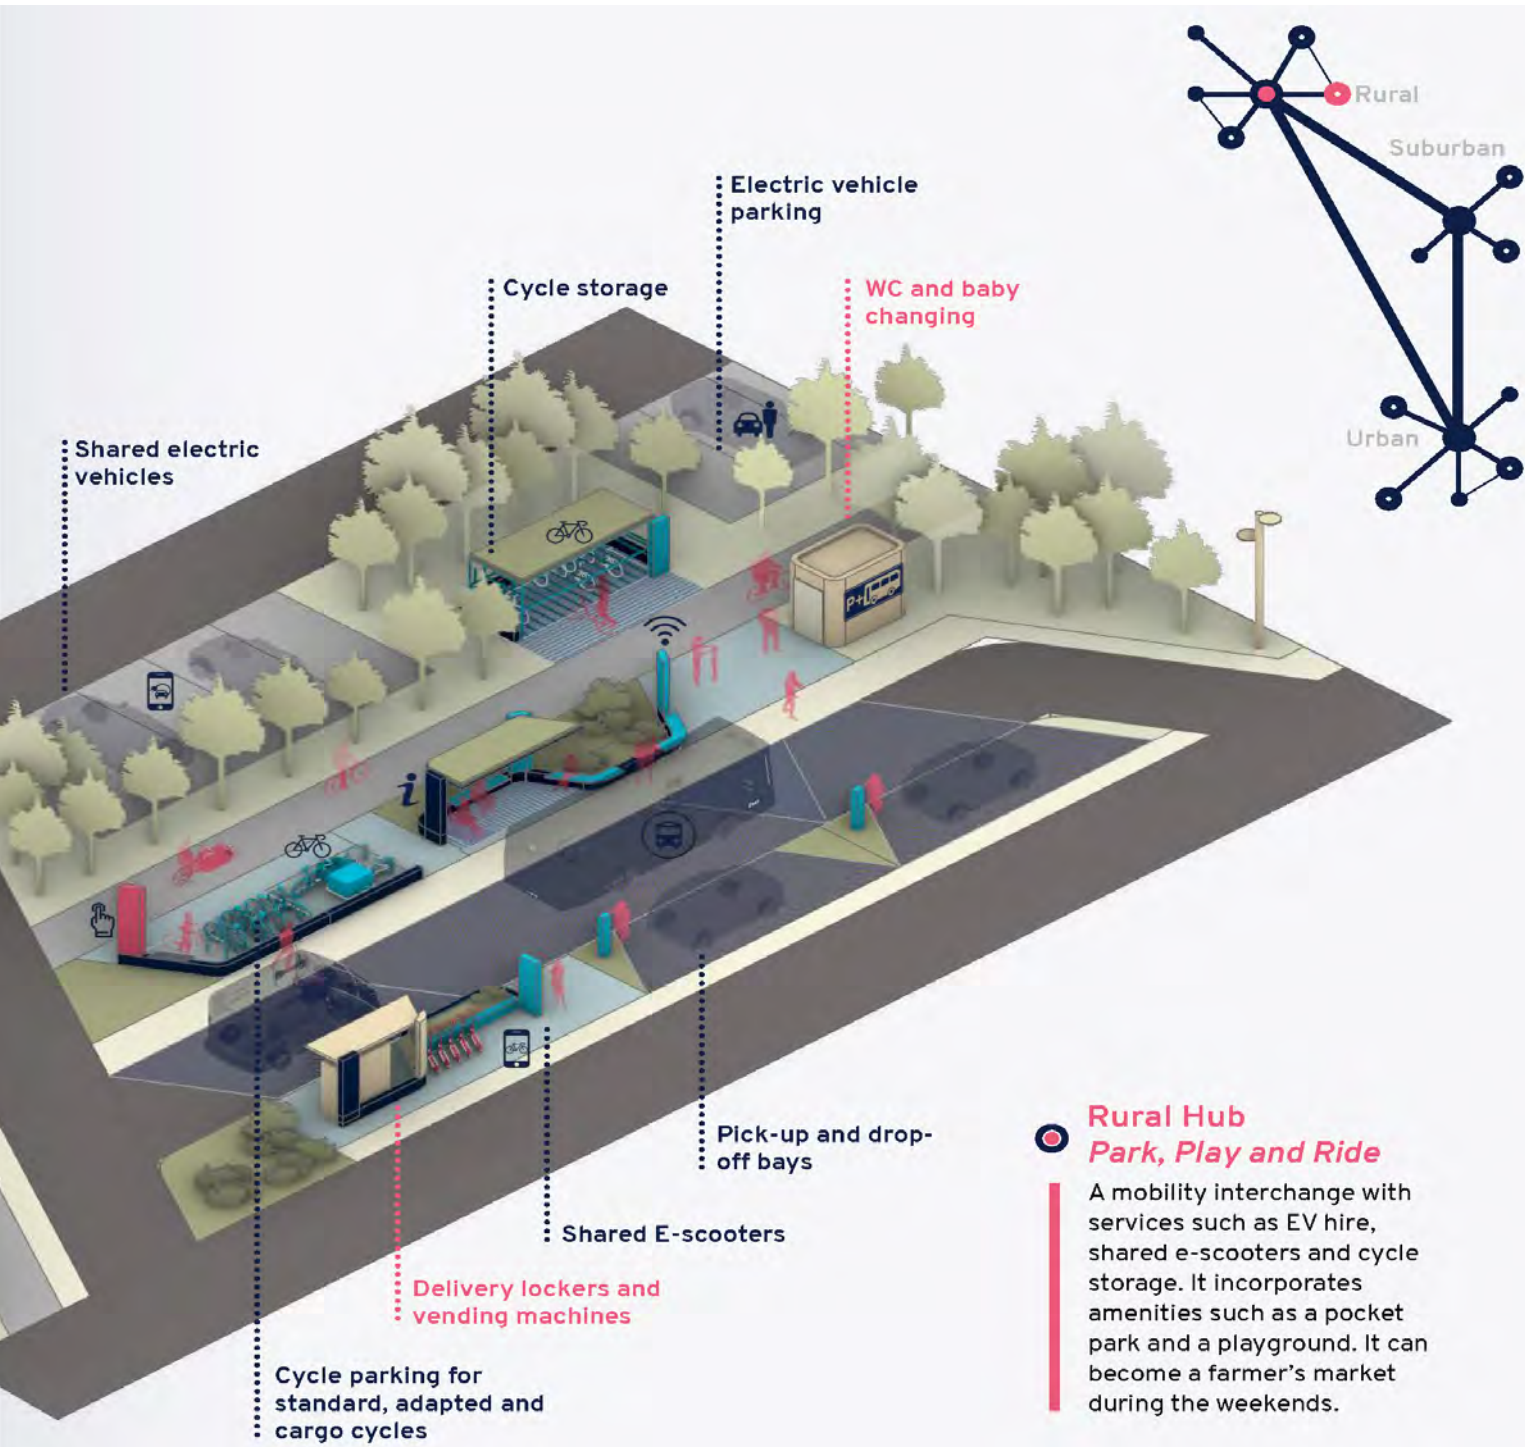 Rural
Suburban
Urban
Electric vehicle
parking
Cycle storage
WC and baby
changing
Shared electric
vehicles
P+
i
Pick-up and drop-
off bays
Shared E-scooters
Delivery lockers and
vending machines
Cycle parking for
standard, adapted and
cargo cycles
Rural Hub
Park, Play and Ride
A mobility interchange with
services such as EV hire,
shared e-scooters and cycle
storage. It incorporates
amenities such as a pocket
park and a playground. It can
become a farmer's market
during the weekends.